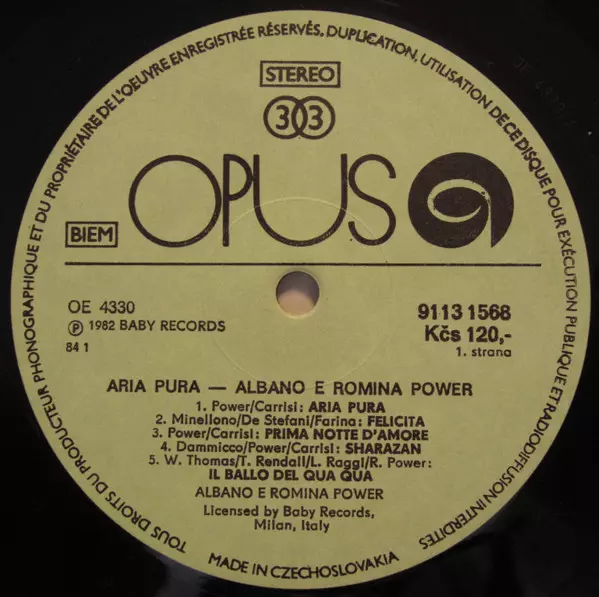 TOUS DROITS DU PRODUCTEUR PHONOGRAPHIQUE ET DU PROPRIÉTAIRE DE L'OEUVRE ENREGISTRÉE RÉSERVÉS. DUPLICATION, UTILISATION DE CE DISQUE POUR EXÉCUTION PUBLIQUE ET RADIODIFFUSION INTERDITES
STEREO
33
OPUS
BIEM
OE 4330
Ⓟ 1982 BABY RECORDS
84 1
9113 1568
Kčs 120,-
1. strana
ARIA PURA — ALBANO E ROMINA POWER
1. Power/Carrisi: ARIA PURA
2. Minellono/De Stefani/Farina: FELICITA
3. Power/Carrisi: PRIMA NOTTE D'AMORE
4. Dammicco/Power/Carrisi: SHARAZAN
5. W. Thomas/T. Rendall/L. Raggi/R. Power:
IL BALLO DEL QUA QUA
ALBANO E ROMINA POWER
Licensed by Baby Records,
Milan, Italy
MADE IN CZECHOSLOVAKIA